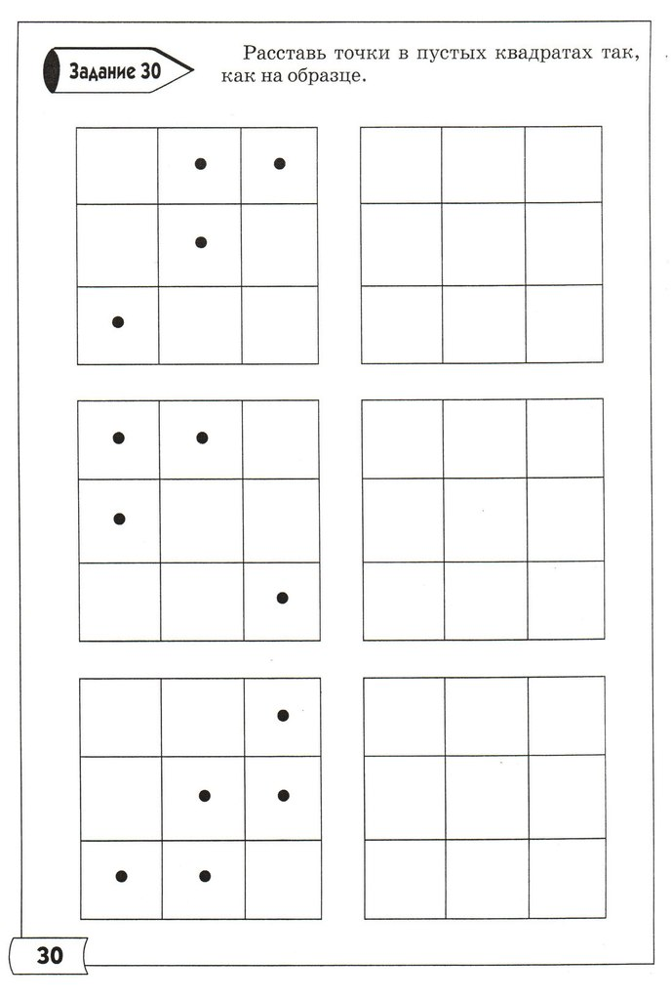 Задание 30
Расставь точки в пустых квадратах так,
как на образце.
30